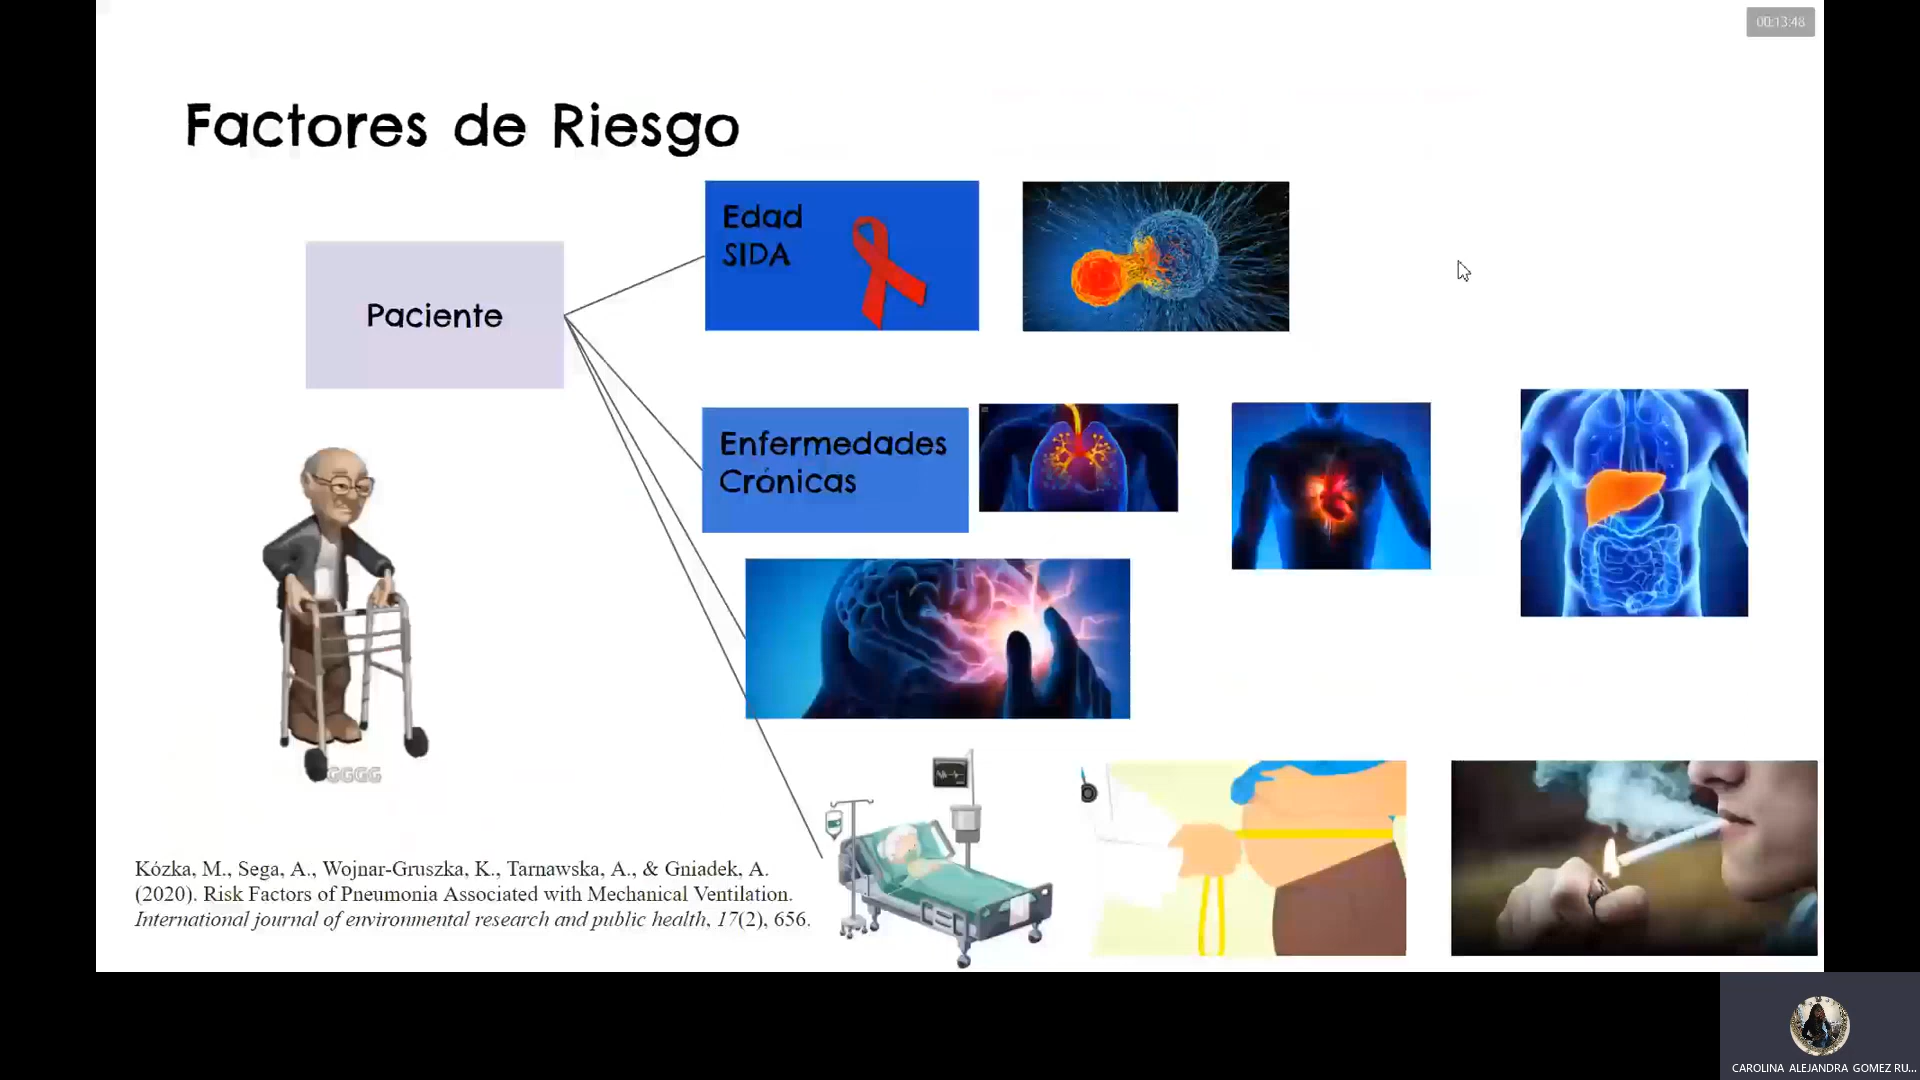 00:13:48
Factores de Riesgo
Edad
SIDA
Paciente
Enfermedades
Crónicas
GGGG
Kózka, M., Sega, A., Wojnar-Gruszka, K., Tarnawska, A., & Gniadek, A.
(2020). Risk Factors of Pneumonia Associated with Mechanical Ventilation.
International journal of environmental research and public health, 17(2), 656.
CAROLINA ALEJANDRA GOMEZ RU...